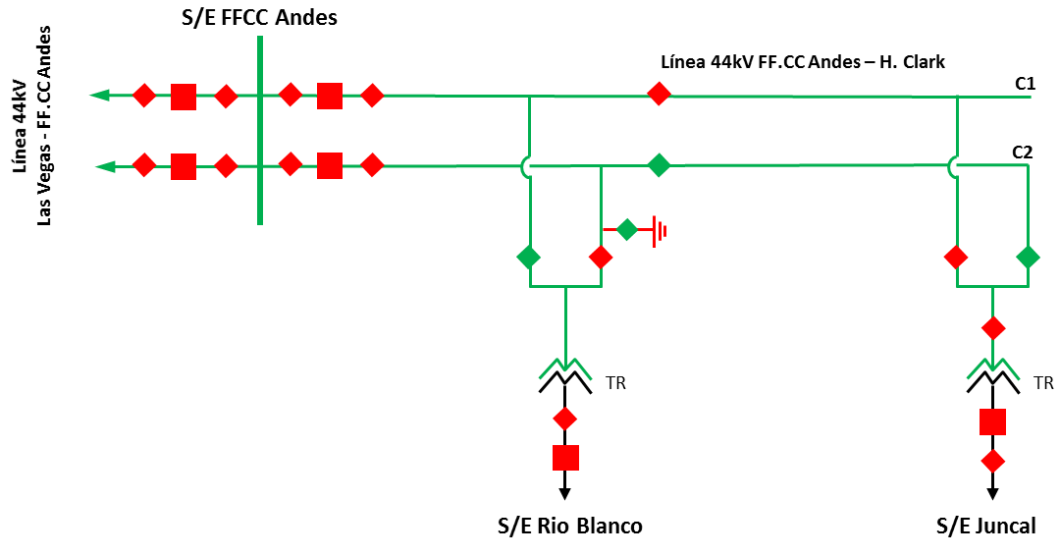 S/E FFCC Andes
Línea 44kV
Las Vegas - FF.CC Andes
Línea 44kV FF.CC Andes – H. Clark
C1
C2
TR
TR
S/E Rio Blanco
S/E Juncal